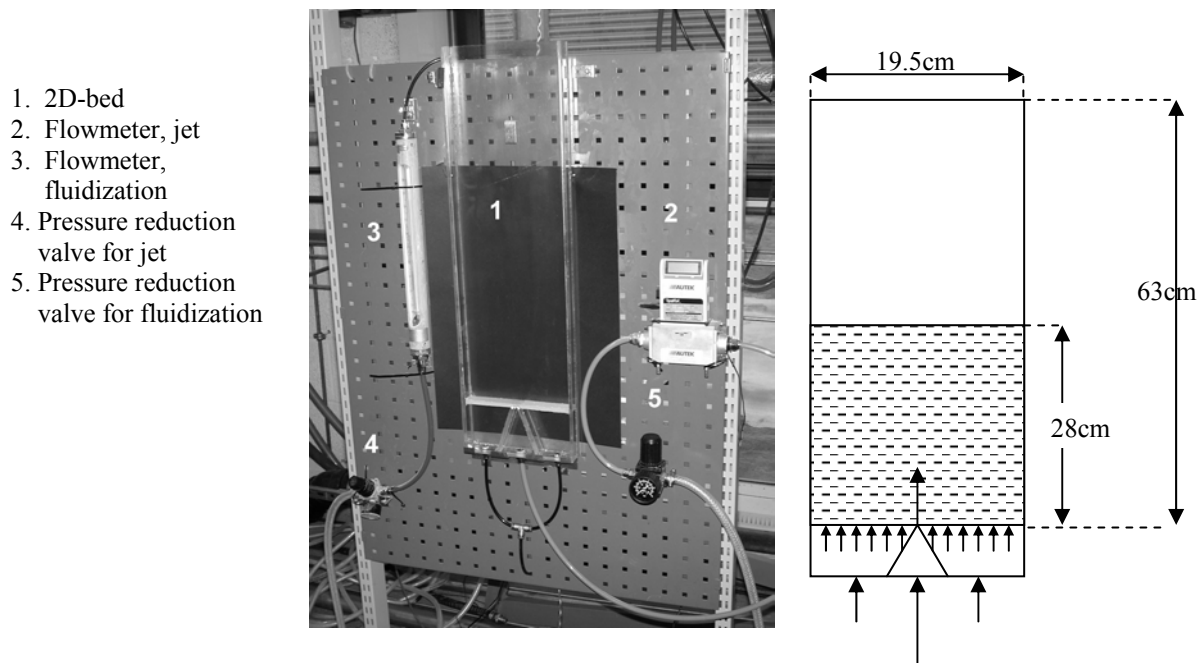 1. 2D-bed
2. Flowmeter, jet
3. Flowmeter,
fluidization
4. Pressure reduction
valve for jet
5. Pressure reduction
valve for fluidization
1
2
3
4
5
19.5cm
63cm
28cm